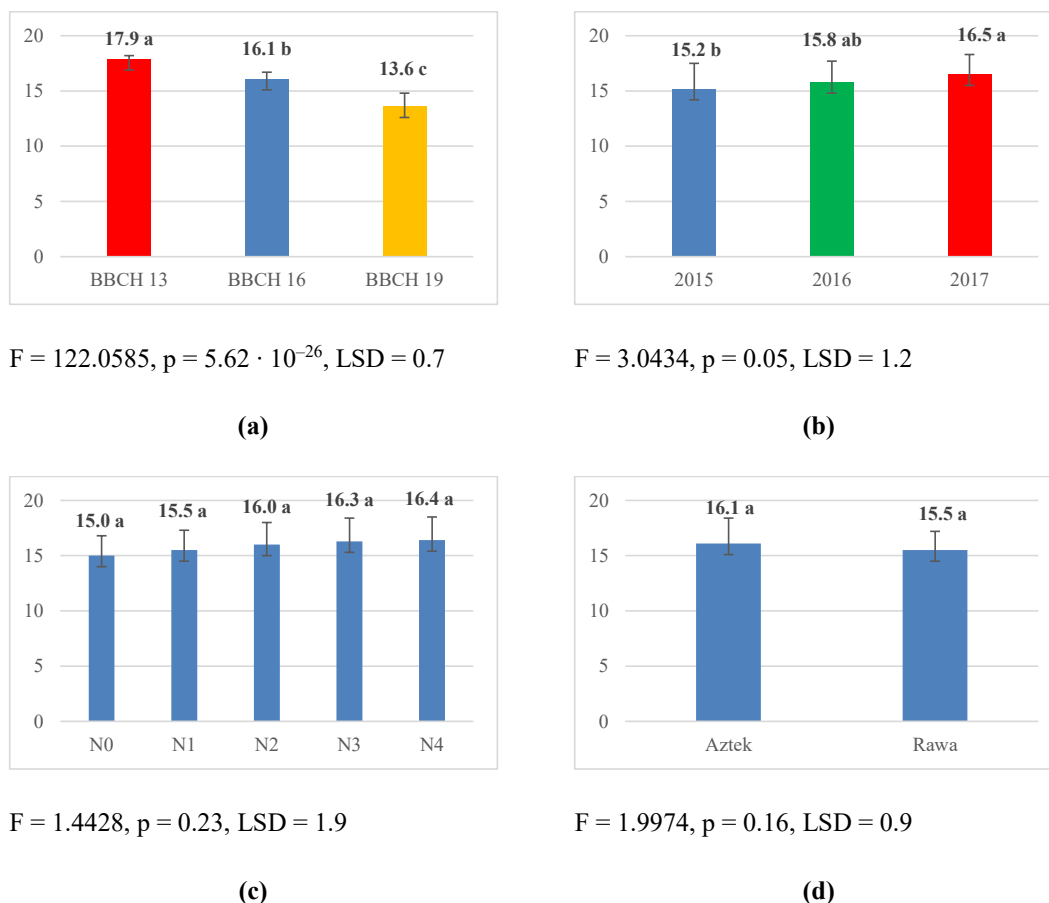 20
15
10
5
0
17.9 a
16.1 b
13.6 c
BBCH 13 BBCH 16 BBCH 19
F = 122.0585, p = 5.62 · 10⁻²⁶, LSD = 0.7
(a)
20
15
10
5
0
15.2 b
15.8 ab
16.5 a
2015 2016 2017
F = 3.0434, p = 0.05, LSD = 1.2
(b)
20
15
10
5
0
15.0 a
15.5 a
16.0 a
16.3 a
16.4 a
N0 N1 N2 N3 N4
F = 1.4428, p = 0.23, LSD = 1.9
(c)
20
15
10
5
0
16.1 a
15.5 a
Aztek Rawa
F = 1.9974, p = 0.16, LSD = 0.9
(d)